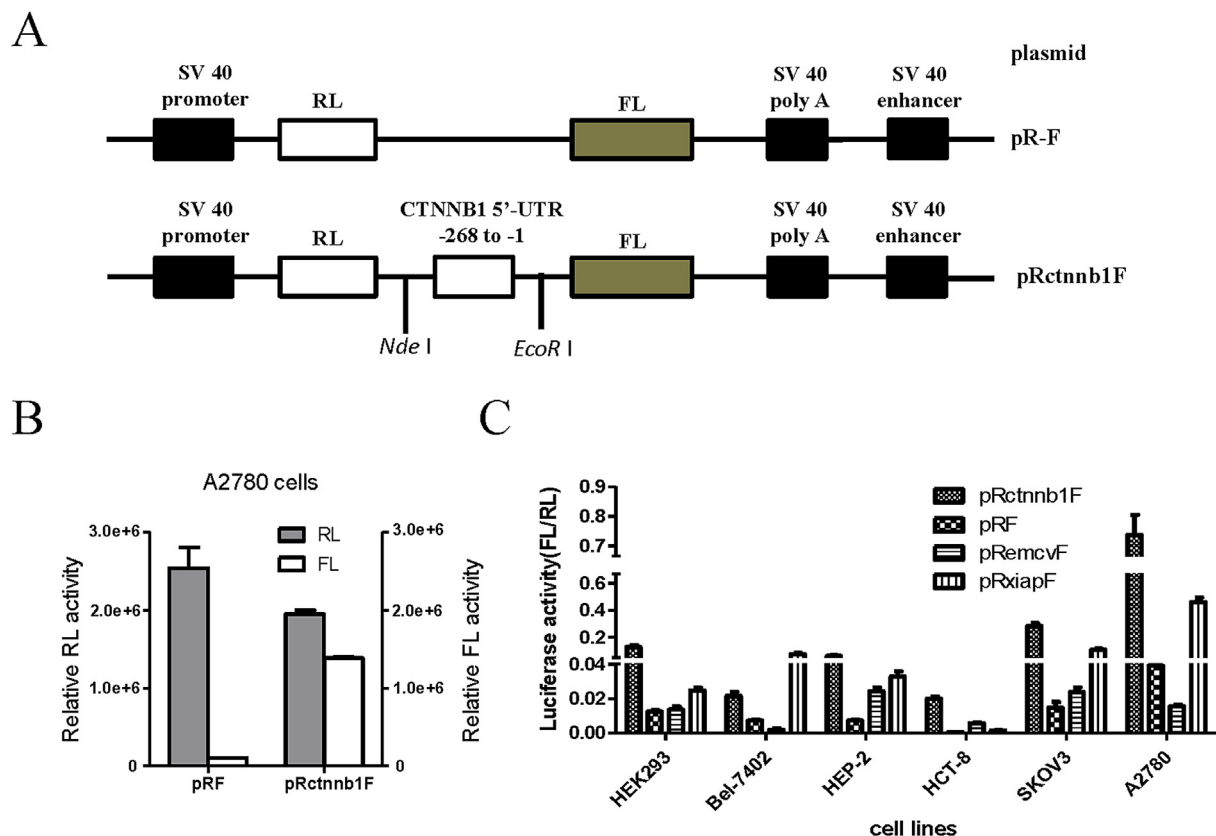 A
plasmid
SV 40
promoter
RL
FL
SV 40
poly A
SV 40
enhancer
pR-F
SV 40
promoter
RL
CTNNB1 5’-UTR
-268 to -1
FL
SV 40
poly A
SV 40
enhancer
pRctnnb1F
Nde I
EcoR I
B
A2780 cells
Relative RL activity
3.0e+6
2.0e+6
1.0e+6
0
RL
FL
3.0e+6
2.0e+6
1.0e+6
0
Relative FL activity
pRF
pRctnnb1F
C
Luciferase activity(FL/RL)
0.9
0.8
0.7
0.6
0.4
0.2
0.04
0.02
0.00
pRctnnb1F
pRF
pRemcvF
pRxiapF
HEK293
Bel-7402
HEP-2
HCT-8
SKOV3
A2780
cell lines